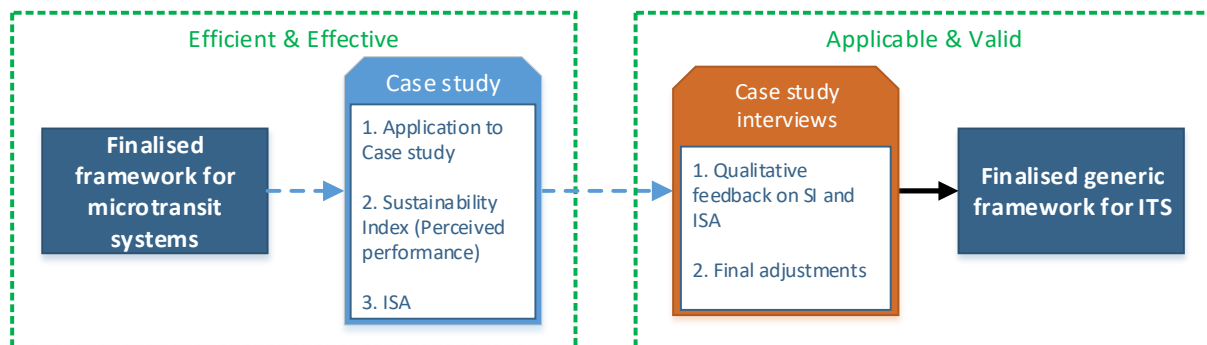 Efficient & Effective
Finalised
framework for
microtransit
systems
Case study
1. Application to
Case study
2. Sustainability
Index (Perceived
performance)
3. ISA
Applicable & Valid
Case study
interviews
1. Qualitative
feedback on SI and
ISA
2. Final adjustments
Finalised generic
framework for ITS